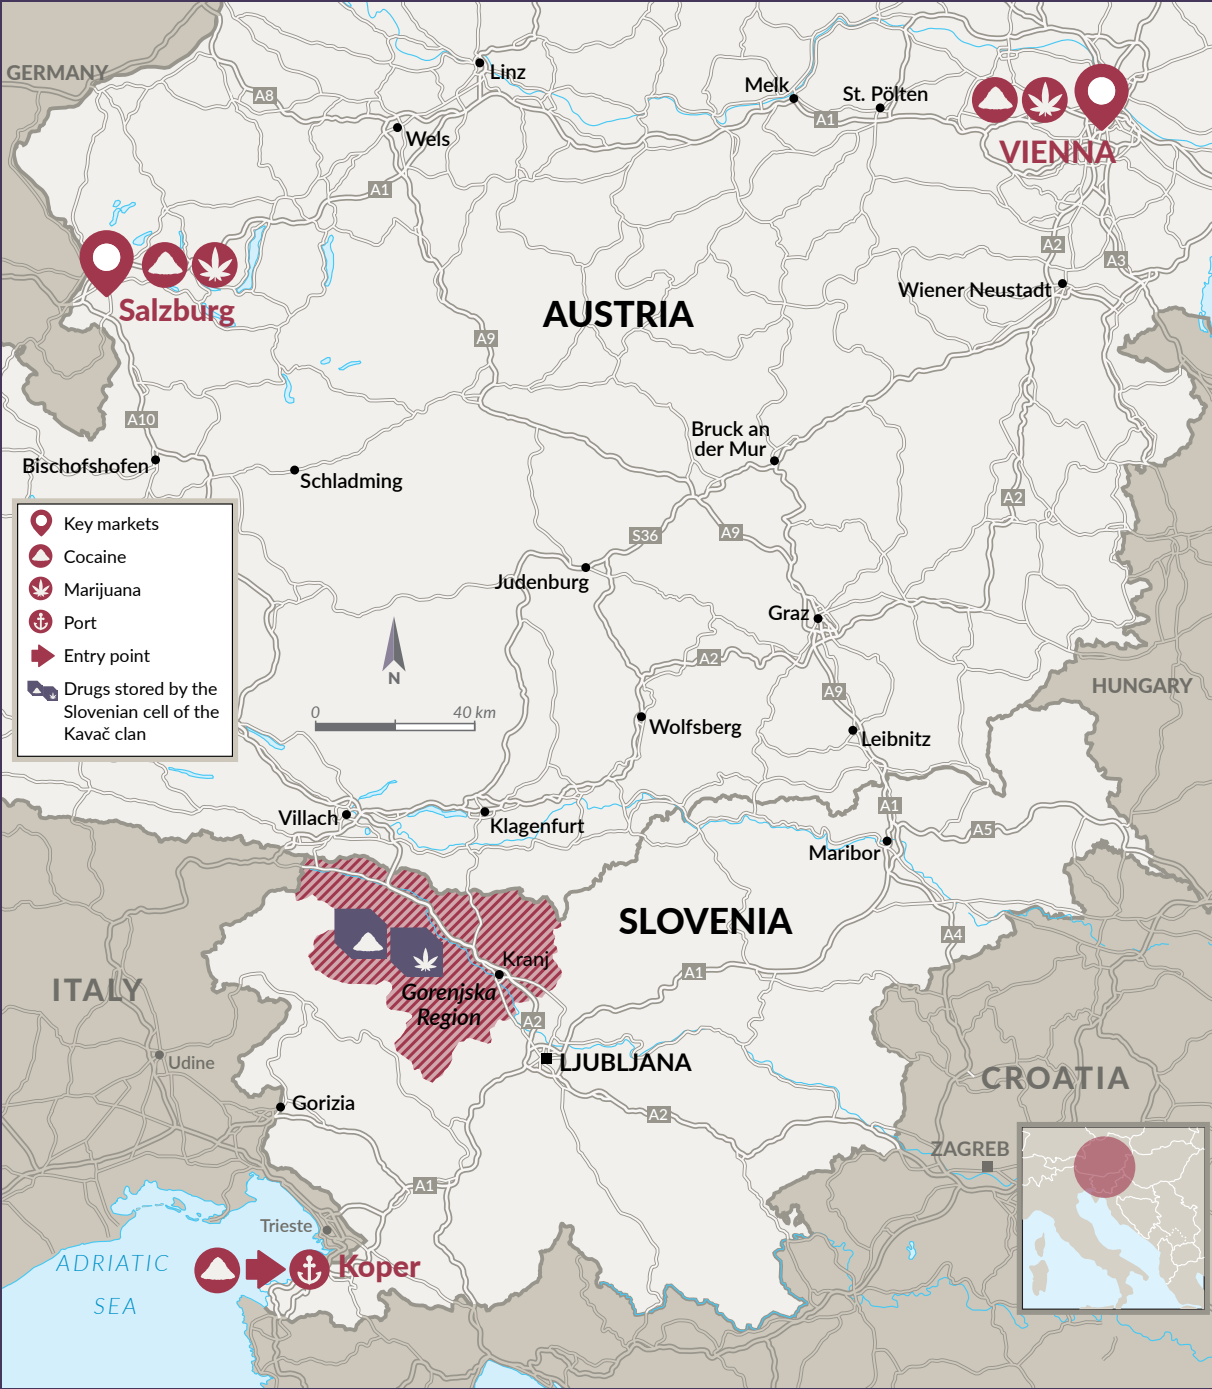 GERMANY
Linz
A8
Melk
St. Pölten
A1
Wels
VIENNA
A1
A2
A3
Wiener Neustadt
Salzburg
AUSTRIA
A9
A10
Bruck an
der Mur
Bischofshofen
Schladming
A2
Key markets
Cocaine
Marijuana
Port
Entry point
Drugs stored by the
Slovenian cell of the
Kavač clan
S36
A9
Judenburg
Graz
A2
N
0
40 km
A9
HUNGARY
Wolfsberg
Leibnitz
Villach
Klagenfurt
A1
A5
Maribor
SLOVENIA
A4
Kranj
A1
Gorenjska
Region
ITALY
A2
Udine
LJUBLJANA
CROATIA
Gorizia
A2
ZAGREB
A1
Trieste
ADRIATIC
SEA
Koper